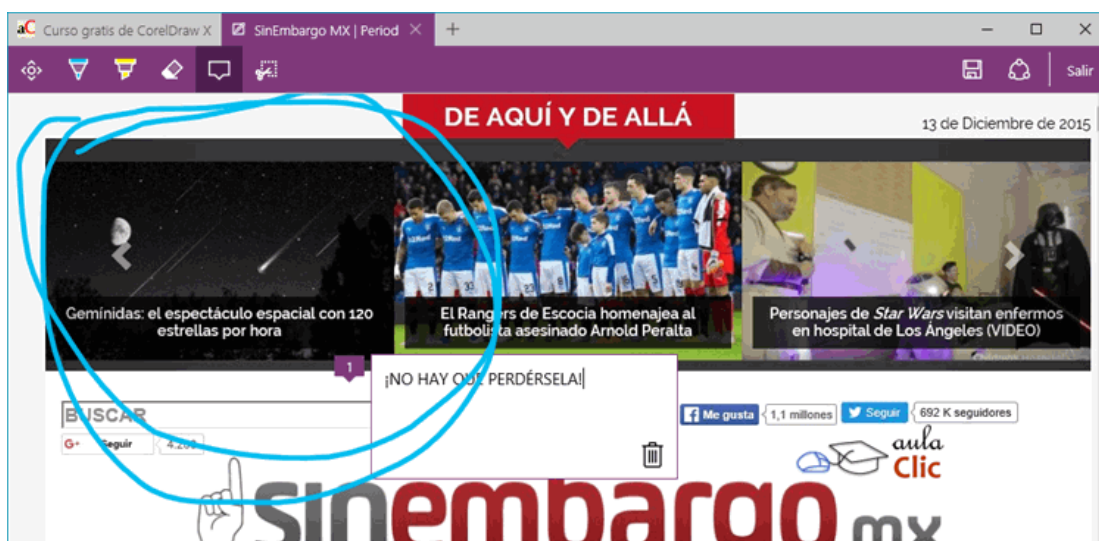 aC Curso gratis de CorelDraw X
SinEmbargo MX | Period
Salir
DE AQUÍ Y DE ALLÁ
13 de Diciembre de 2015
Gemínidas: el espectáculo espacial con 120
estrellas por hora
El Rangers de Escocia homenajea al
futbolista asesinado Arnold Peralta
Personajes de Star Wars visitan enfermos
en hospital de Los Ángeles (VIDEO)
1
¡NO HAY QUE PERDÉRSELA!
BUSCAR
Me gusta
1,1 millones
Seguir
692 K seguidores
G+ Seguir
aula
Clic
sinembargo
mx